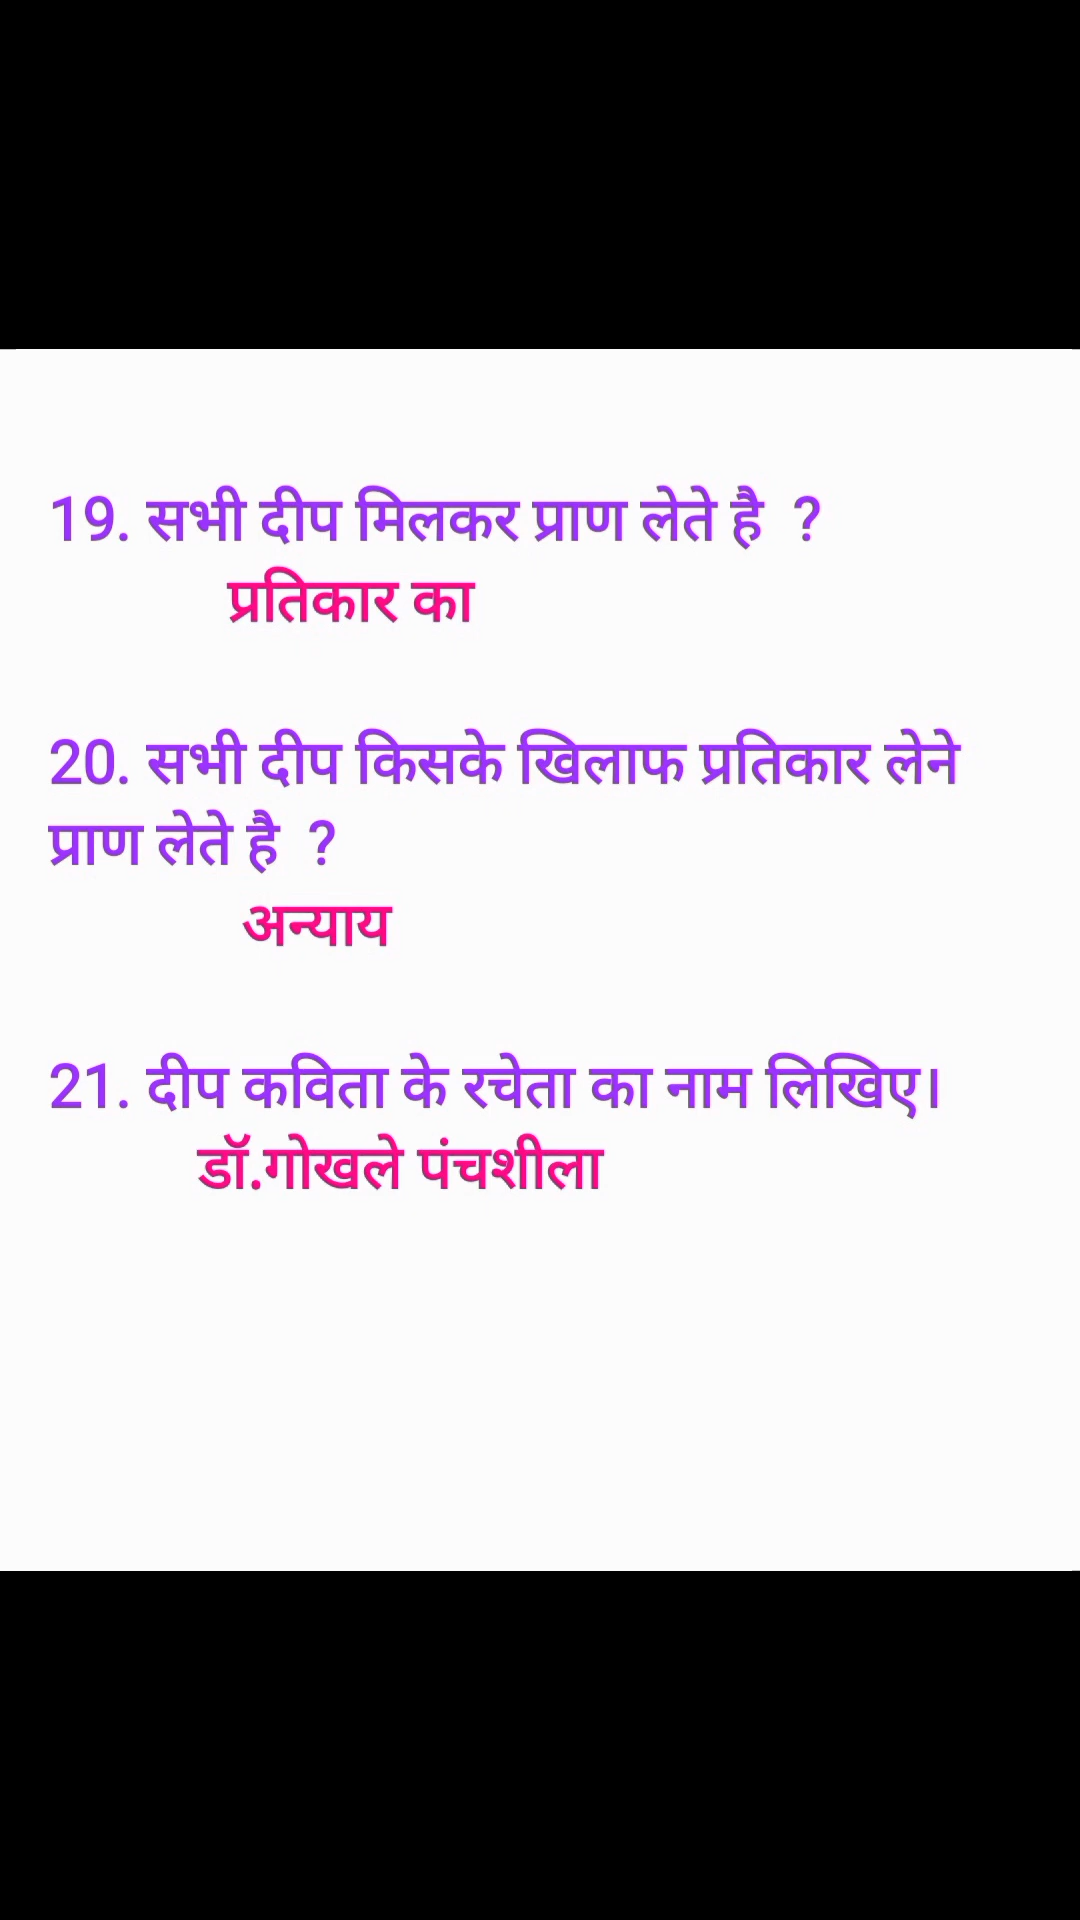 19. सभी दीप मिलकर प्राण लेते है ?
प्रतिकार का
20. सभी दीप किसके खिलाफ प्रतिकार लेने
प्राण लेते है ?
अन्याय
21. दीप कविता के रचेता का नाम लिखिए।
डॉ.गोखले पंचशीला